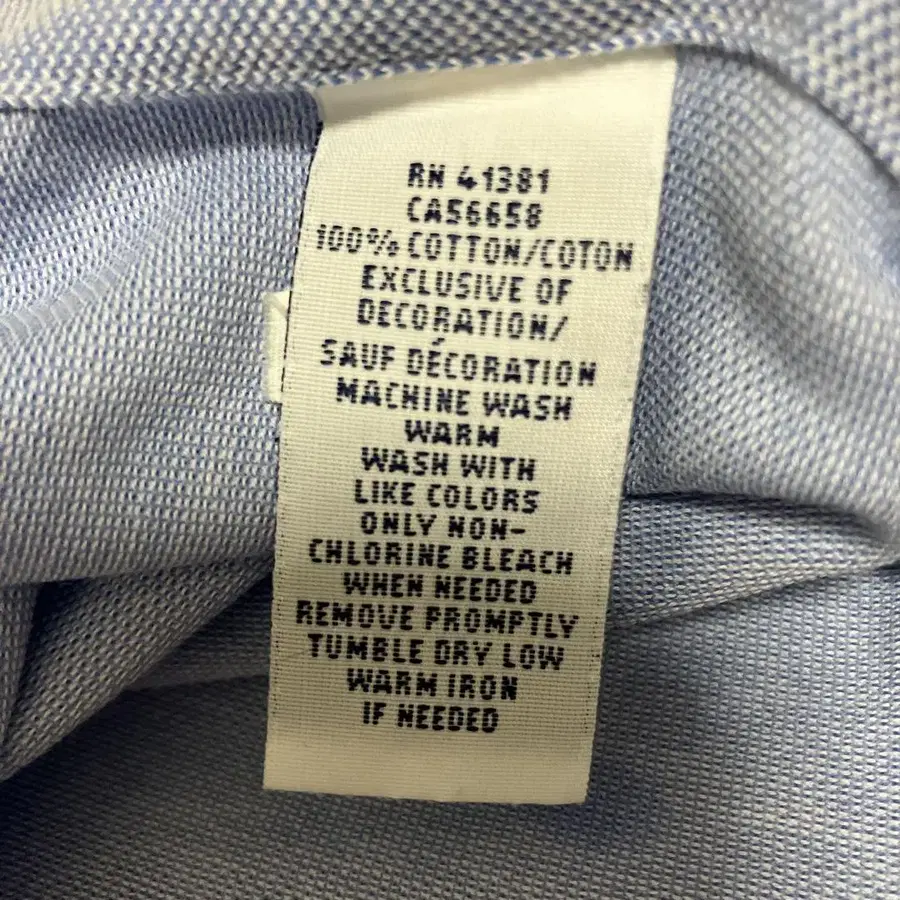 RN 41381
CA56658
100% COTTON/COTON
EXCLUSIVE OF
DECORATION/
SAUF DÉCORATION
MACHINE WASH
WARM
WASH WITH
LIKE COLORS
ONLY NON-
CHLORINE BLEACH
WHEN NEEDED
REMOVE PROMPTLY
TUMBLE DRY LOW
WARM IRON
IF NEEDED